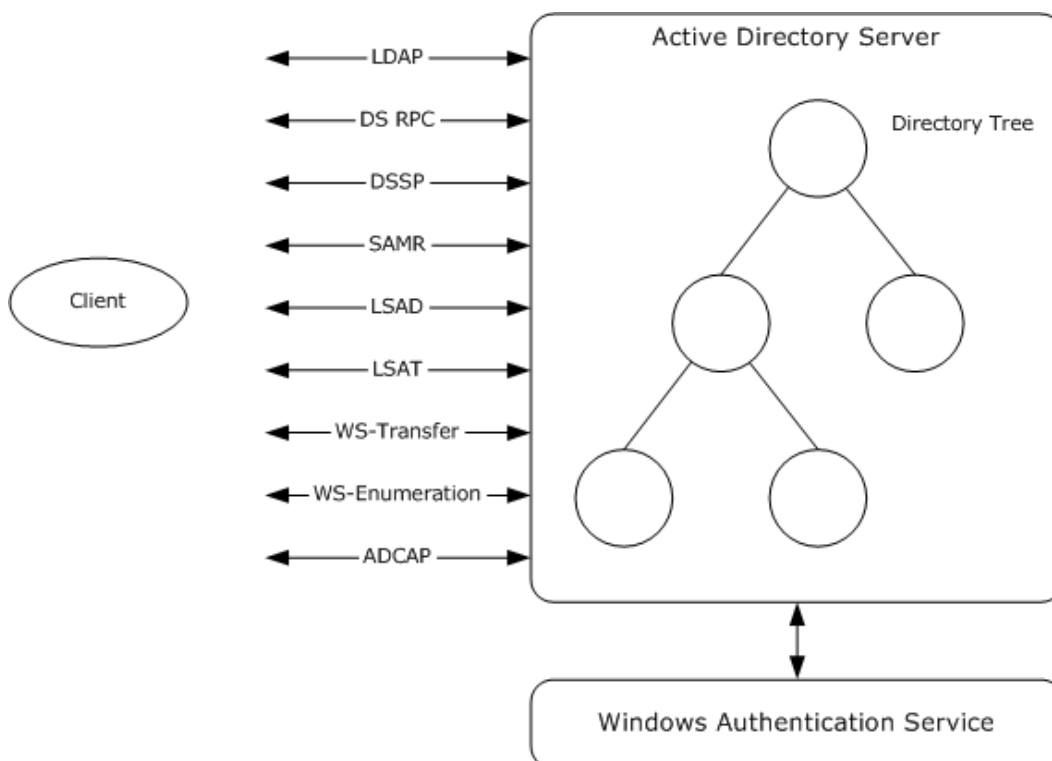 Active Directory Server
Directory Tree
LDAP
DS RPC
DSSP
SAMR
Client
LSAD
LSAT
WS-Transfer
WS-Enumeration
ADCAP
Windows Authentication Service